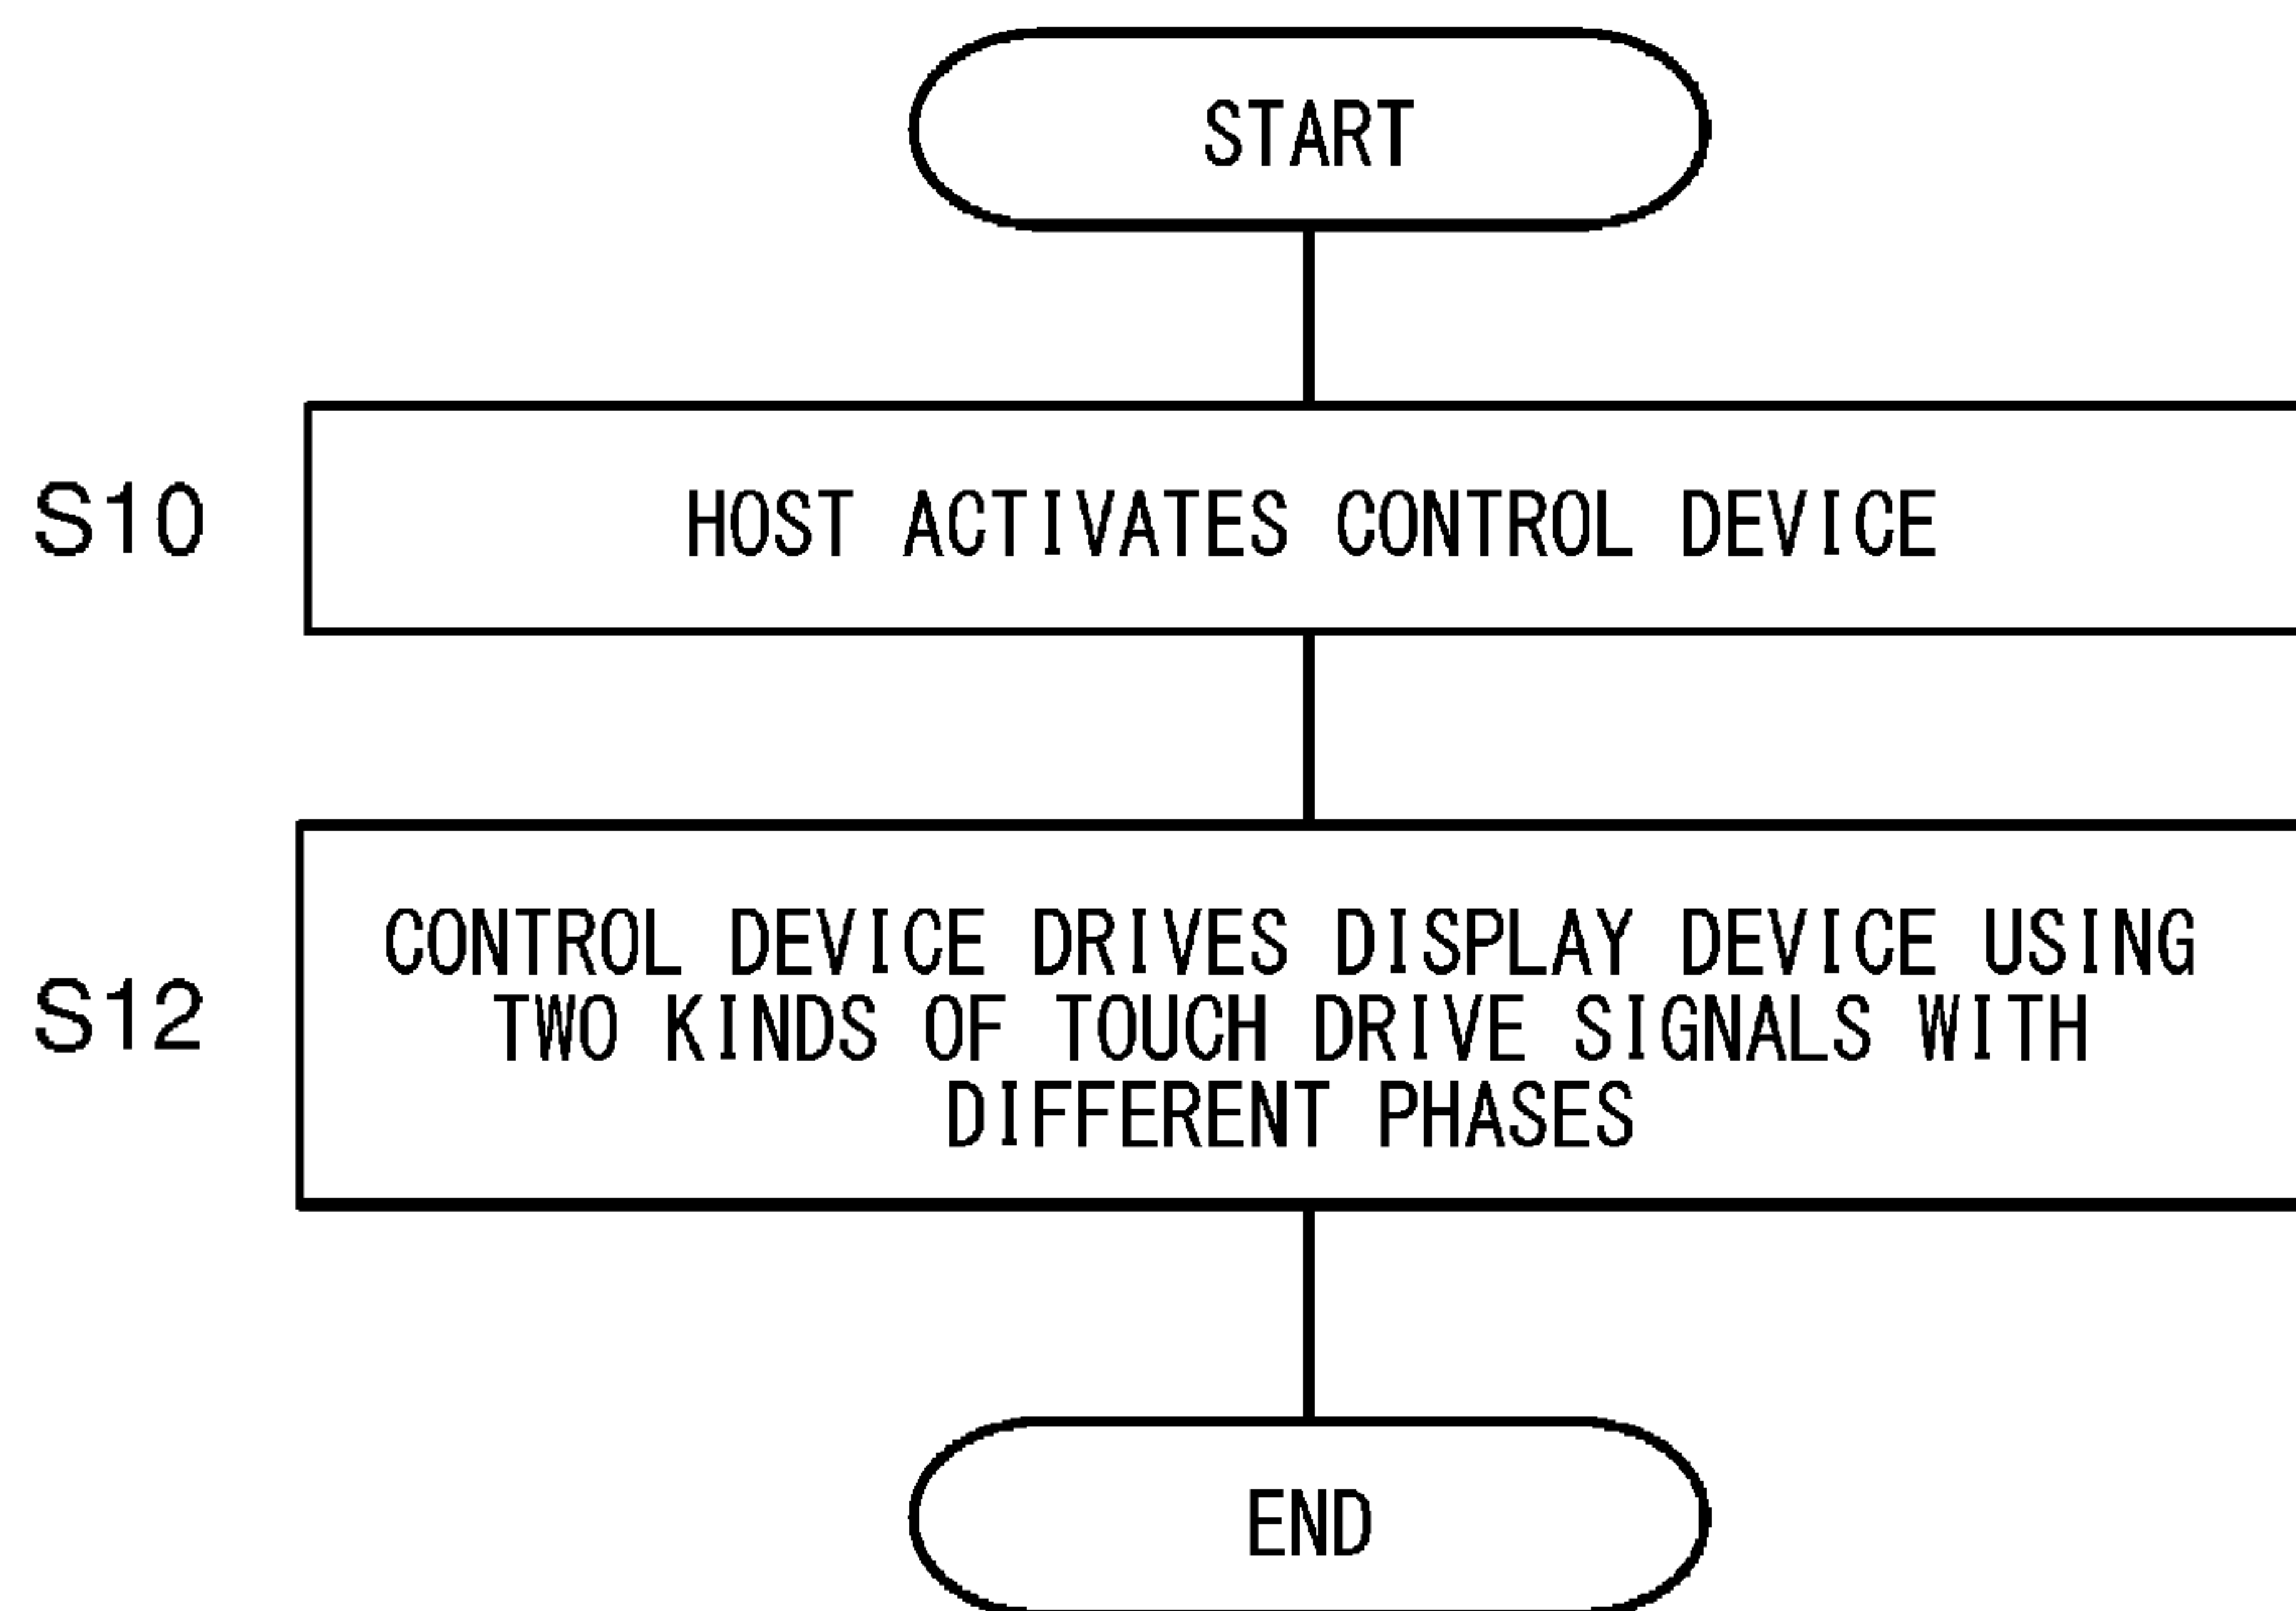 START
S10
HOST ACTIVATES CONTROL DEVICE
S12
CONTROL DEVICE DRIVES DISPLAY DEVICE USING
TWO KINDS OF TOUCH DRIVE SIGNALS WITH
DIFFERENT PHASES
END